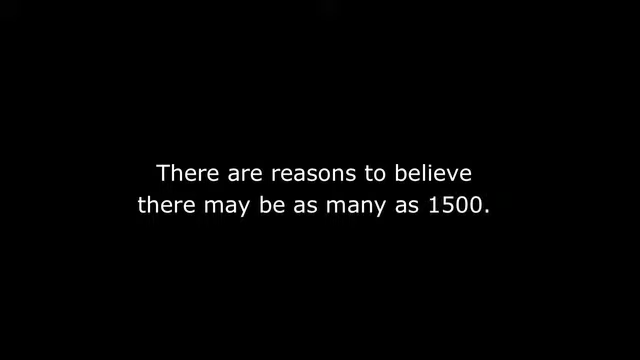 There are reasons to believe
there may be as many as 1500.